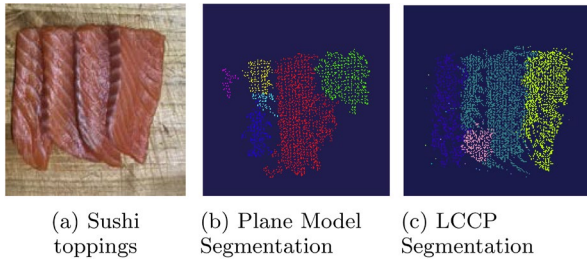 (a) Sushi
toppings
(b) Plane Model
Segmentation
(c) LCCP
Segmentation